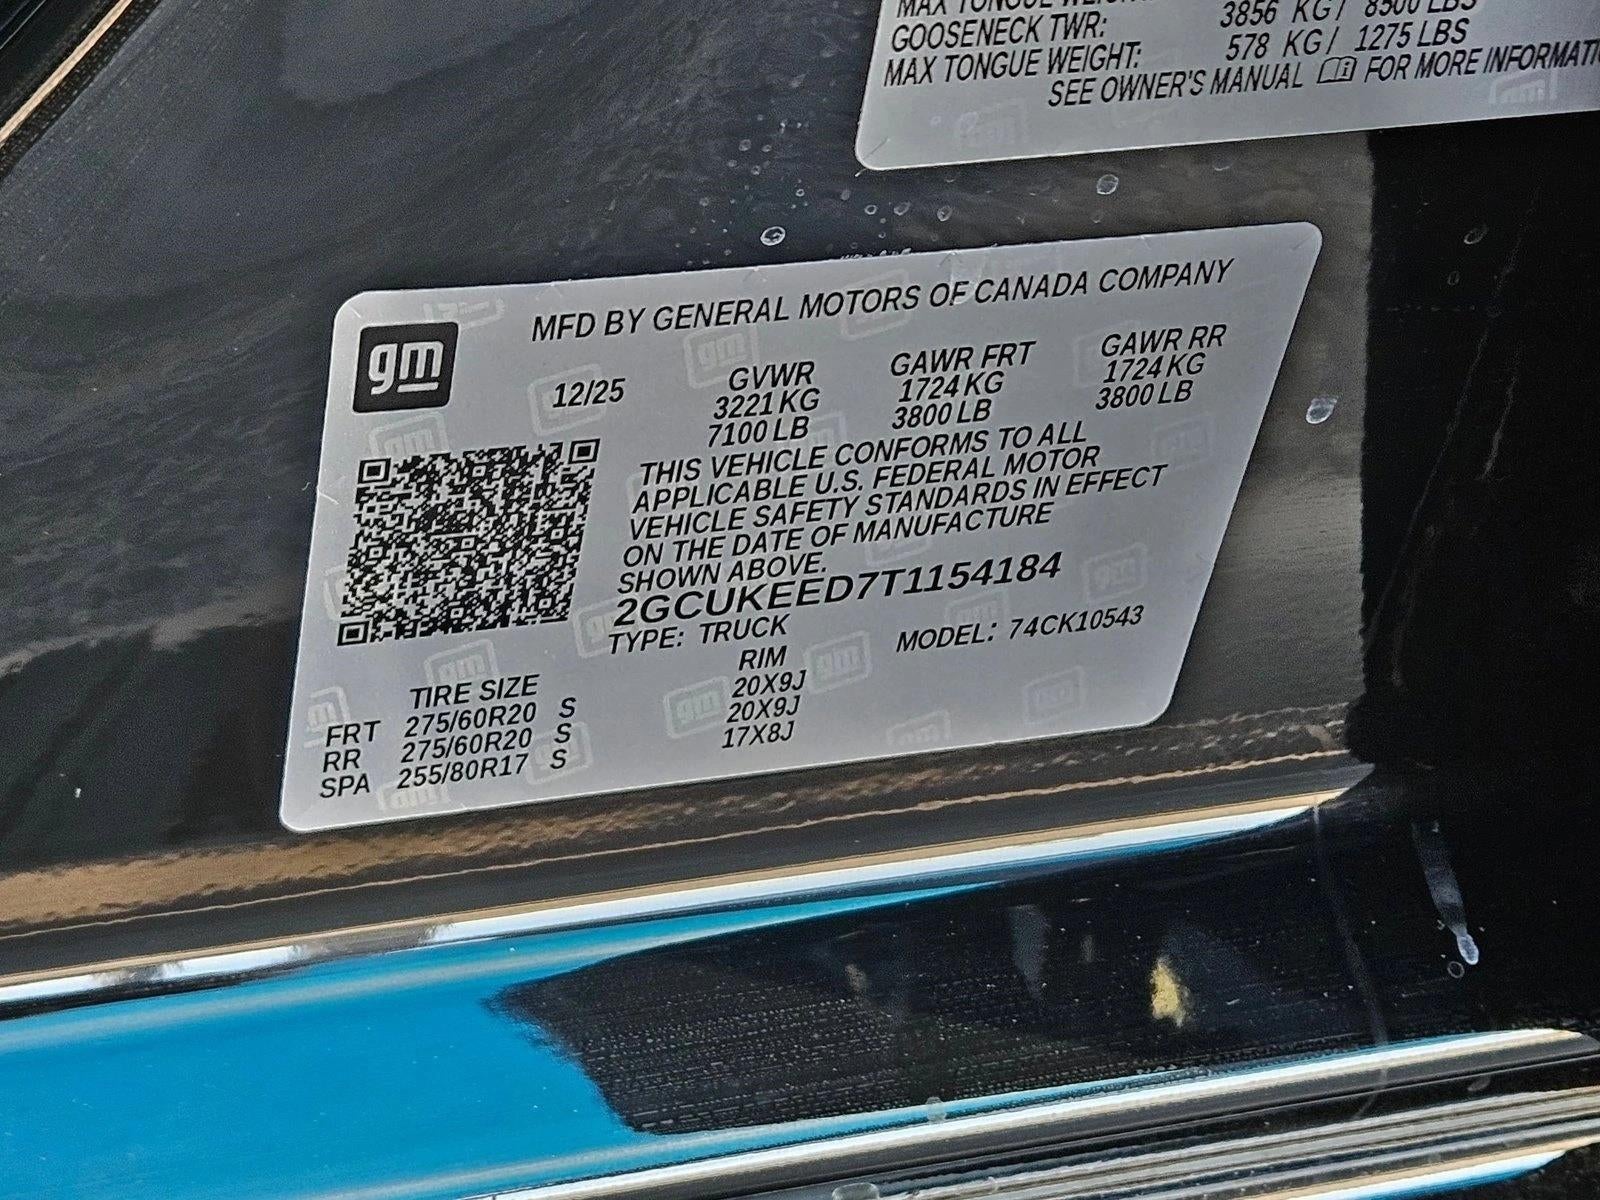 MAX TONGUE WEIGHT: 
GOOSENECK TWR: 3856 KG/ 8500 LBS
MAX TONGUE WEIGHT: 578 KG/ 1275 LBS
SEE OWNER'S MANUAL FOR MORE
gm
MFD BY GENERAL MOTORS OF CANADA COMPANY
12/25 GVWR GAWR FRT GAWR RR
3221 KG 1724 KG 1724 KG
7100 LB 3800 LB 3800 LB
THIS VEHICLE CONFORMS TO ALL
APPLICABLE U.S. FEDERAL MOTOR
VEHICLE SAFETY STANDARDS IN EFFECT
ON THE DATE OF MANUFACTURE
SHOWN ABOVE.
2GCUKEED7T1154184
TYPE: TRUCK MODEL: 74CK10543
TIRE SIZE RIM
FRT 275/60R20 S 20X9J
RR 275/60R20 S 20X9J
SPA 255/80R17 S 17X8J